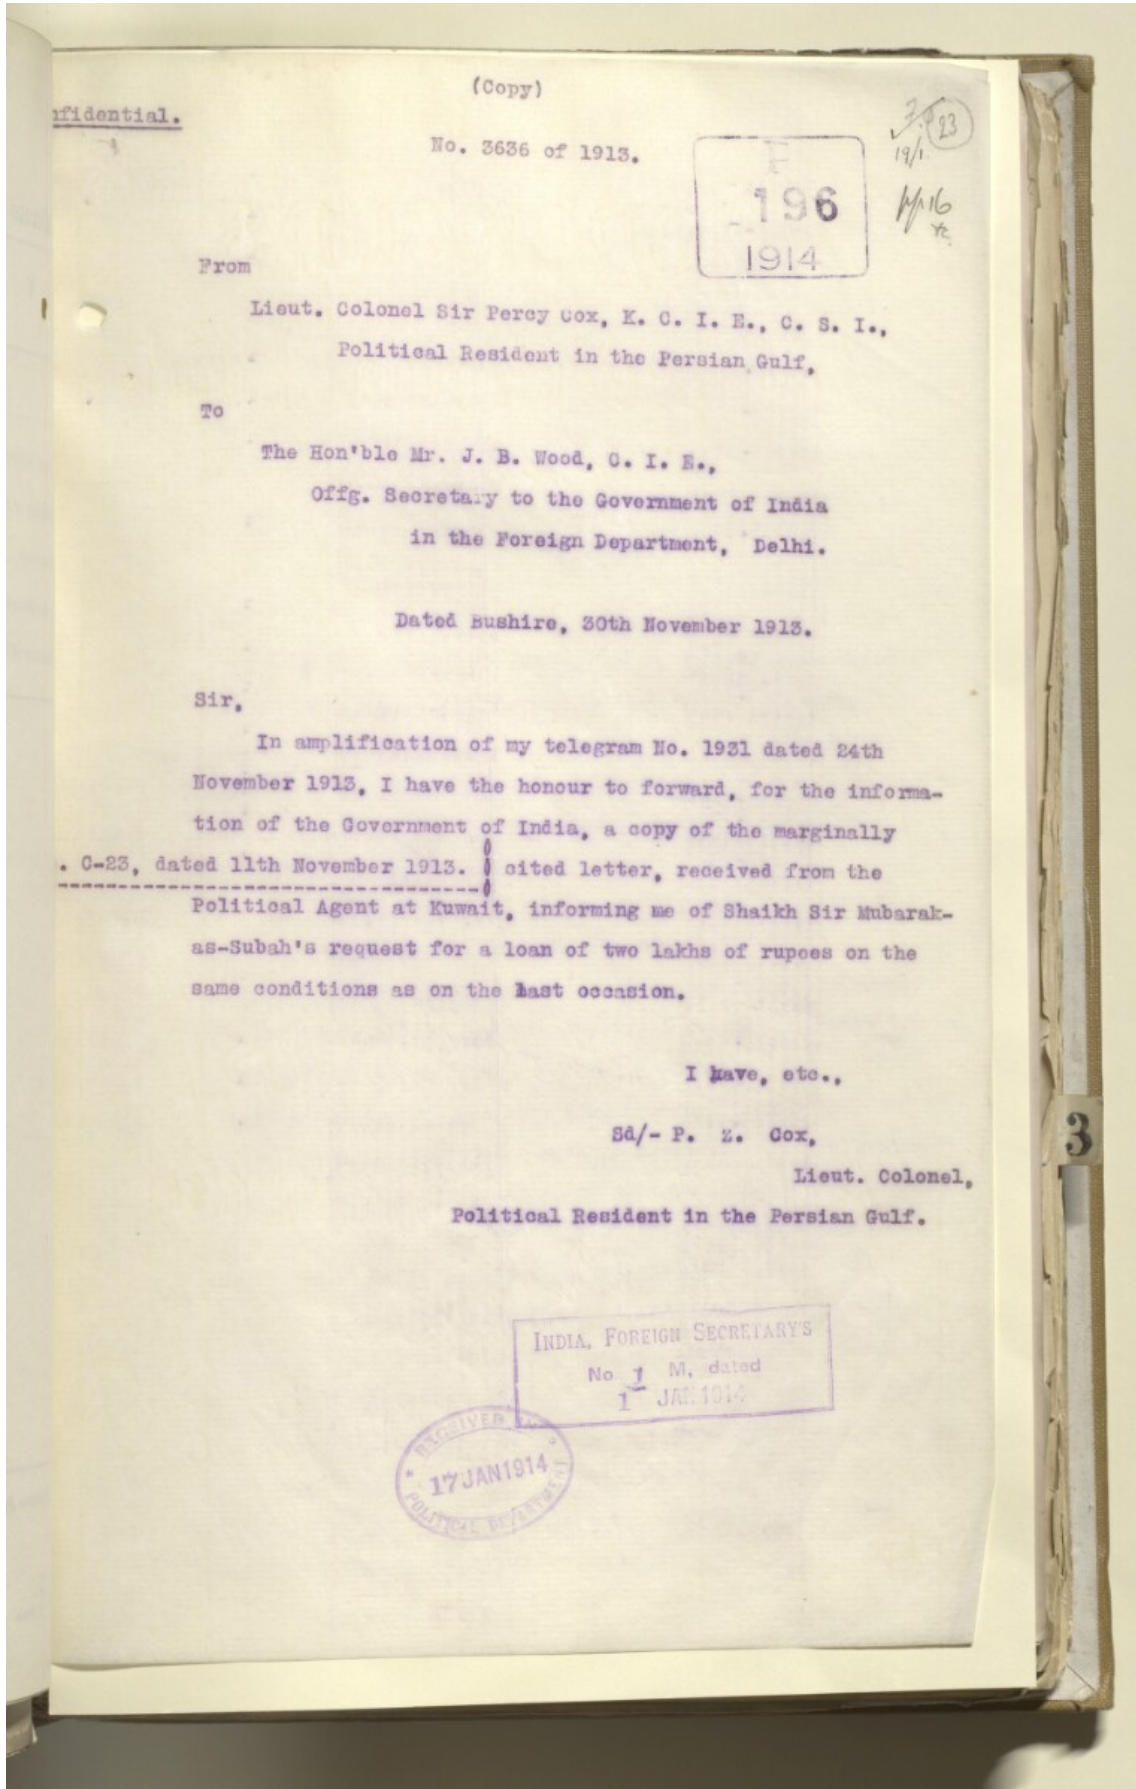 (Copy)
nfidential.
No. 3636 of 1913.
23
19/1
P
196
1914
From
Lieut. Colonel Sir Percy Cox, K. C. I. E., C. S. I.,
Political Resident in the Persian Gulf,
To
The Hon'ble Mr. J. B. Wood, C. I. E.,
Offg. Secretary to the Government of India
in the Foreign Department, Delhi.
Dated Bushire, 30th November 1913.
Sir,
In amplification of my telegram No. 1931 dated 24th
November 1913, I have the honour to forward, for the informa-
tion of the Government of India, a copy of the marginally
. C-23, dated 11th November 1913. cited letter, received from the
Political Agent at Kuwait, informing me of Shaikh Sir Mubarak-
as-Subah's request for a loan of two lakhs of rupees on the
same conditions as on the last occasion.
I have, etc.,
Sd/- P. Z. Cox,
Lieut. Colonel,
Political Resident in the Persian Gulf.
INDIA, FOREIGN SECRETARY'S
No 1 M, dated
1 JAN 1914
RECEIVED
17 JAN 1914
POLITICAL DEPARTMENT
3